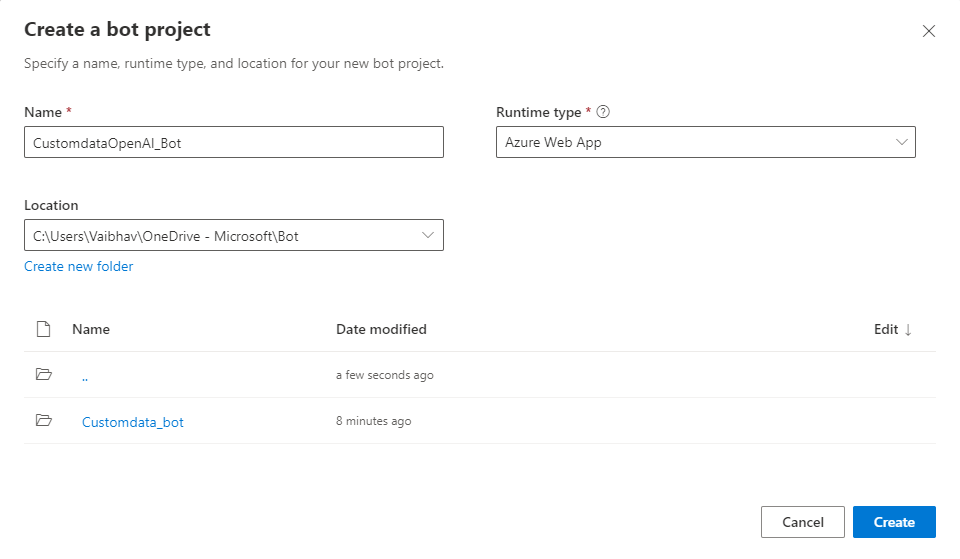 Create a bot project
Specify a name, runtime type, and location for your new bot project.
Name * Runtime type *
CustomdataOpenAI_Bot Azure Web App
Location
C:\Users\Vaibhav\OneDrive - Microsoft\Bot
Create new folder
Name Date modified Edit ↓
.. a few seconds ago
Customdata_bot 8 minutes ago
Cancel Create